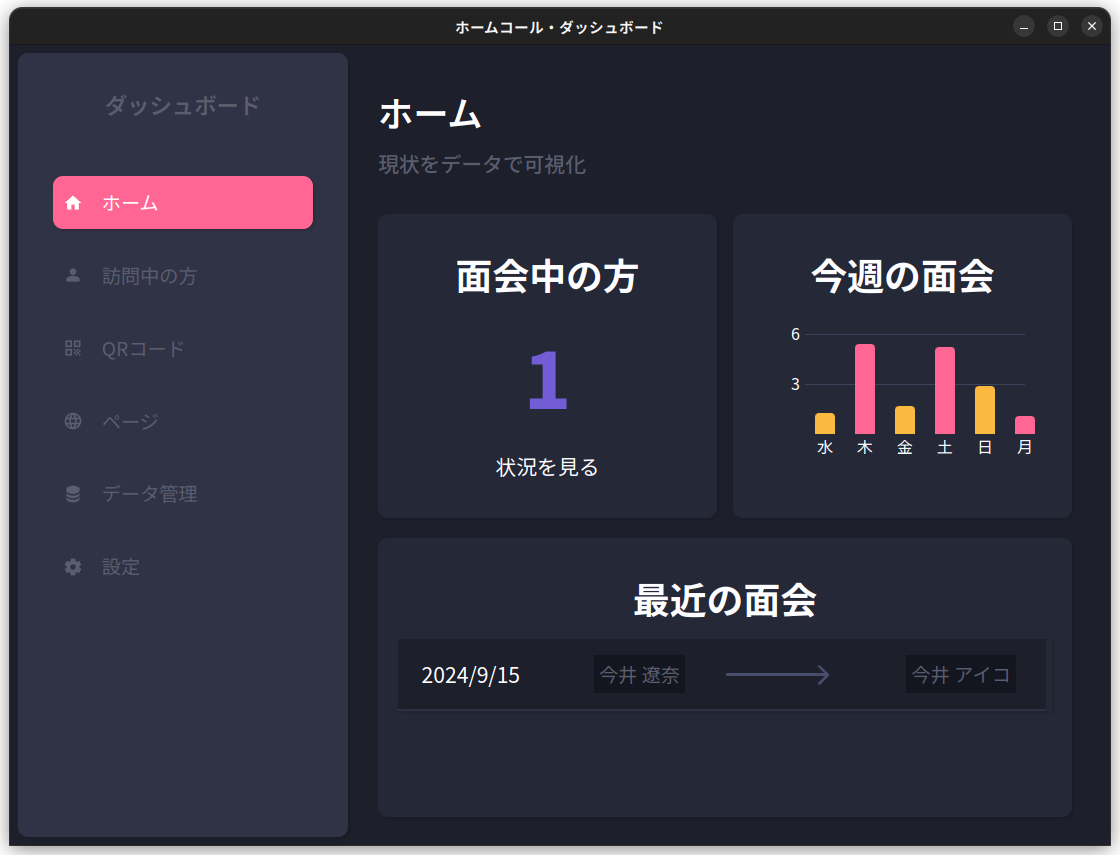 ホームコール・ダッシュボード
ダッシュボード
ホーム
訪問中の方
QRコード
ページ
データ管理
設定
ホーム
現状をデータで可視化
面会中の方
1
状況を見る
今週の面会
6
3
水 木 金 土 日 月
最近の面会
2024/9/15 今井 遼奈 今井 アイコ